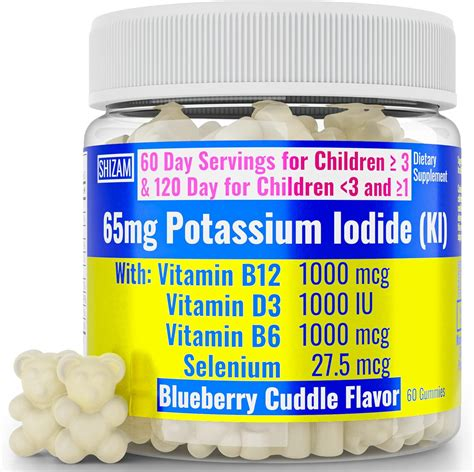 SHIZAM
60 Day Servings for Children ≥ 3
& 120 Day for Children <3 and ≥1
Dietary
Supplement
65mg Potassium Iodide (KI)
With: Vitamin B12 1000 mcg
Vitamin D3 1000 IU
Vitamin B6 1000 mcg
Selenium 27.5 mcg
Blueberry Cuddle Flavor
60 Gummies